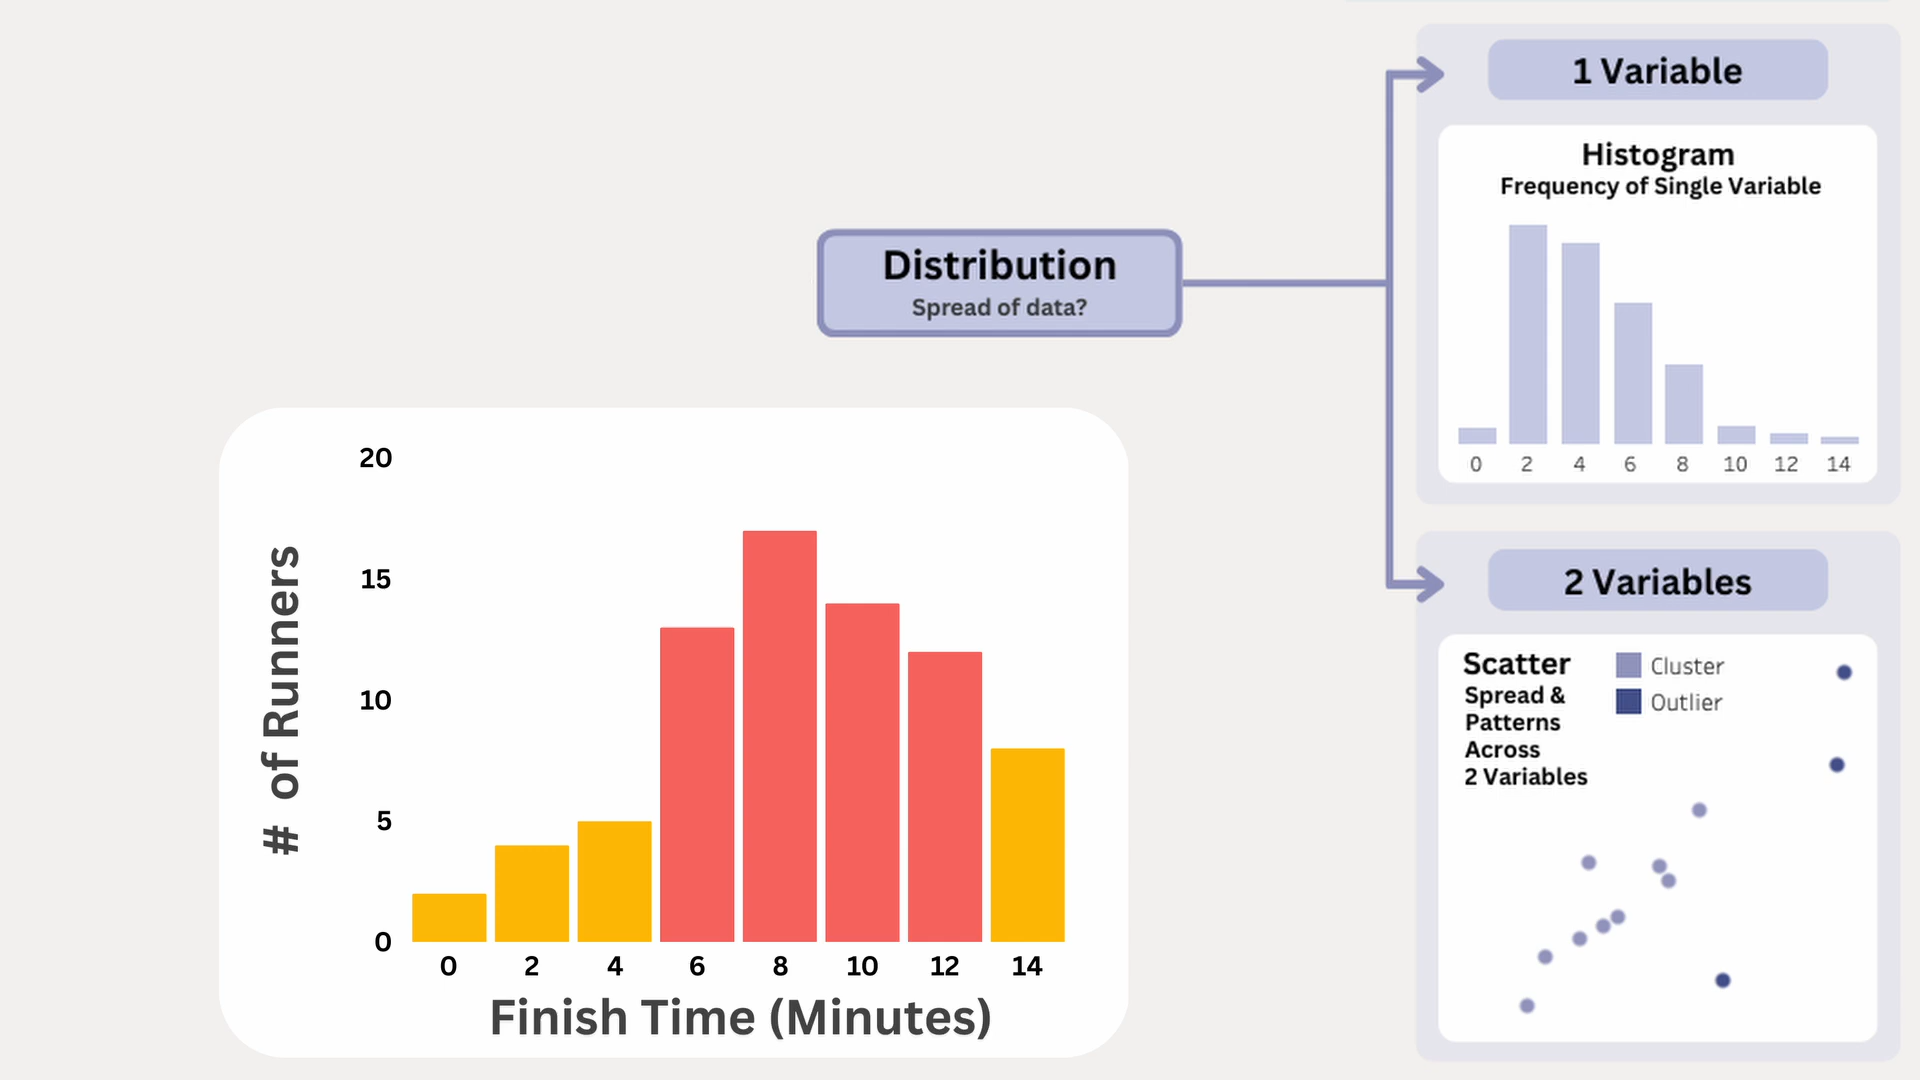 1 Variable
Histogram
Frequency of Single Variable
0 2 4 6 8 10 12 14
Distribution
Spread of data?
20
15
10
5
0
# of Runners
0 2 4 6 8 10 12 14
Finish Time (Minutes)
2 Variables
Scatter
Spread &
Patterns
Across
2 Variables
Cluster
Outlier